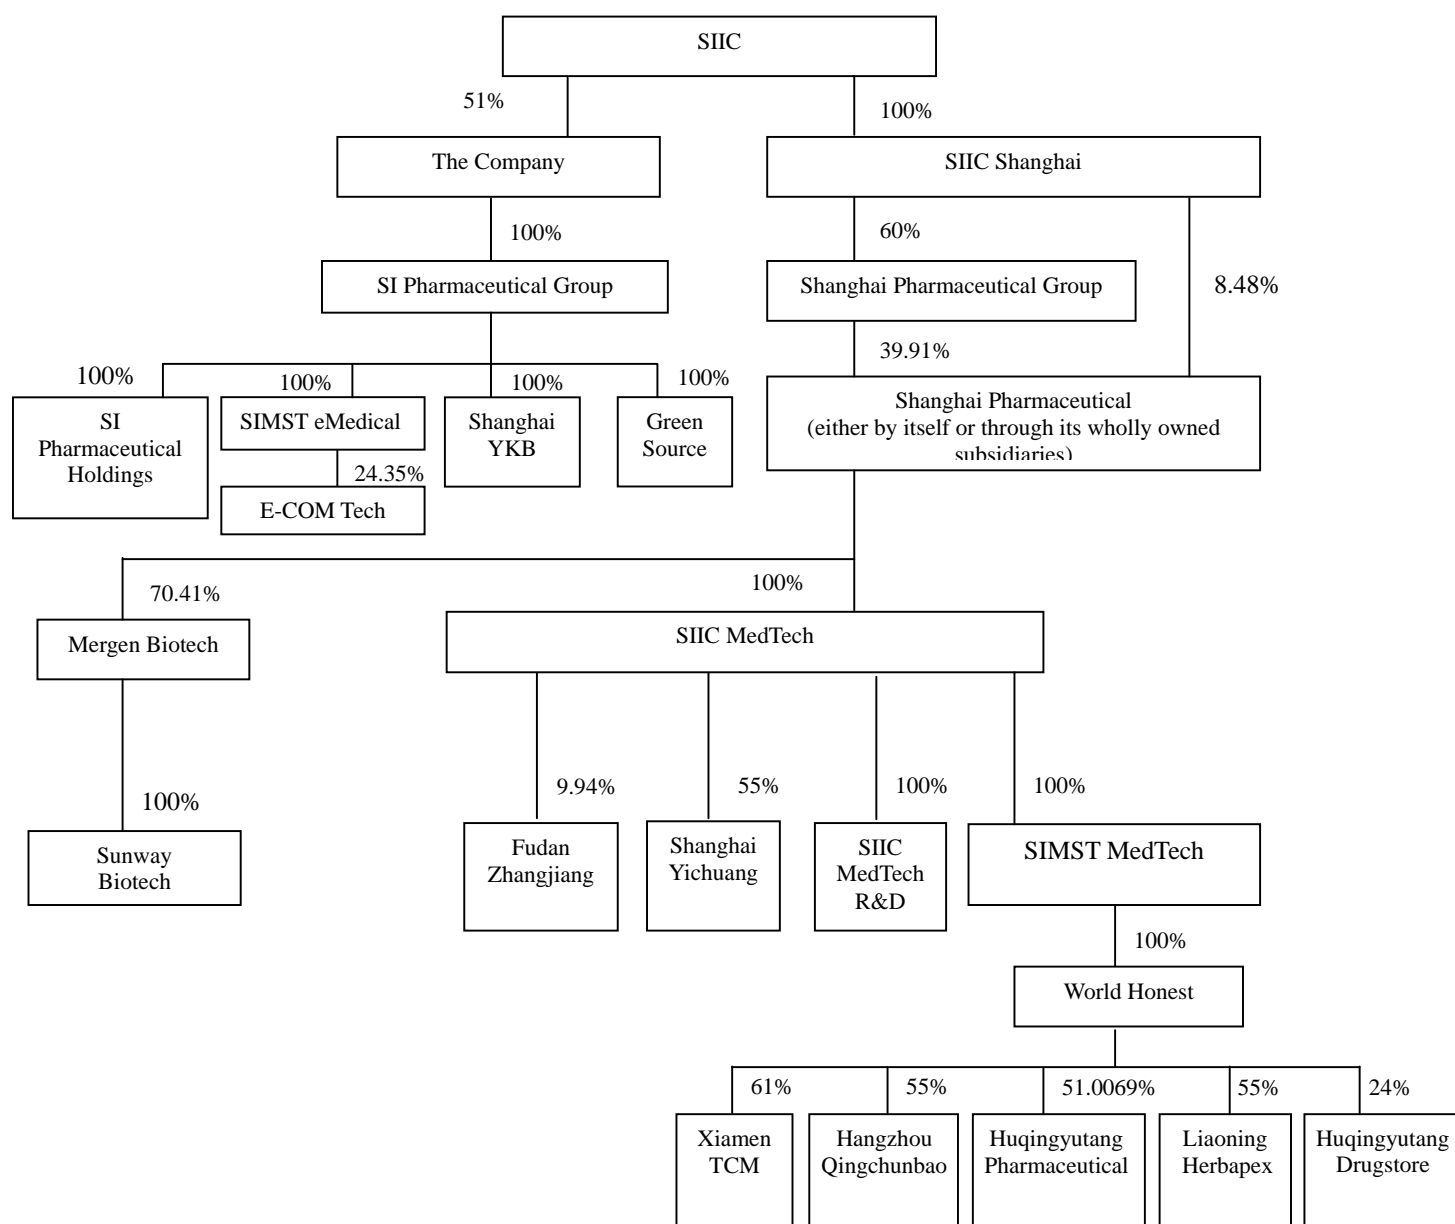 SIIC
51%
100%
The Company
SIIC Shanghai
100%
60%
SI Pharmaceutical Group
Shanghai Pharmaceutical Group
8.48%
39.91%
100%
100%
100%
100%
SI
Pharmaceutical
Holdings
SIMST eMedical
Shanghai
YKB
Green
Source
Shanghai Pharmaceutical
(either by itself or through its wholly owned
subsidiaries)
24.35%
E-COM Tech
70.41%
100%
Mergen Biotech
SIIC MedTech
100%
9.94%
55%
100%
100%
Sunway
Biotech
Fudan
Zhangjiang
Shanghai
Yichuang
SIIC
MedTech
R&D
SIMST MedTech
100%
World Honest
61%
55%
51.0069%
55%
24%
Xiamen
TCM
Hangzhou
Qingchunbao
Huqingyutang
Pharmaceutical
Liaoning
Herbapex
Huqingyutang
Drugstore